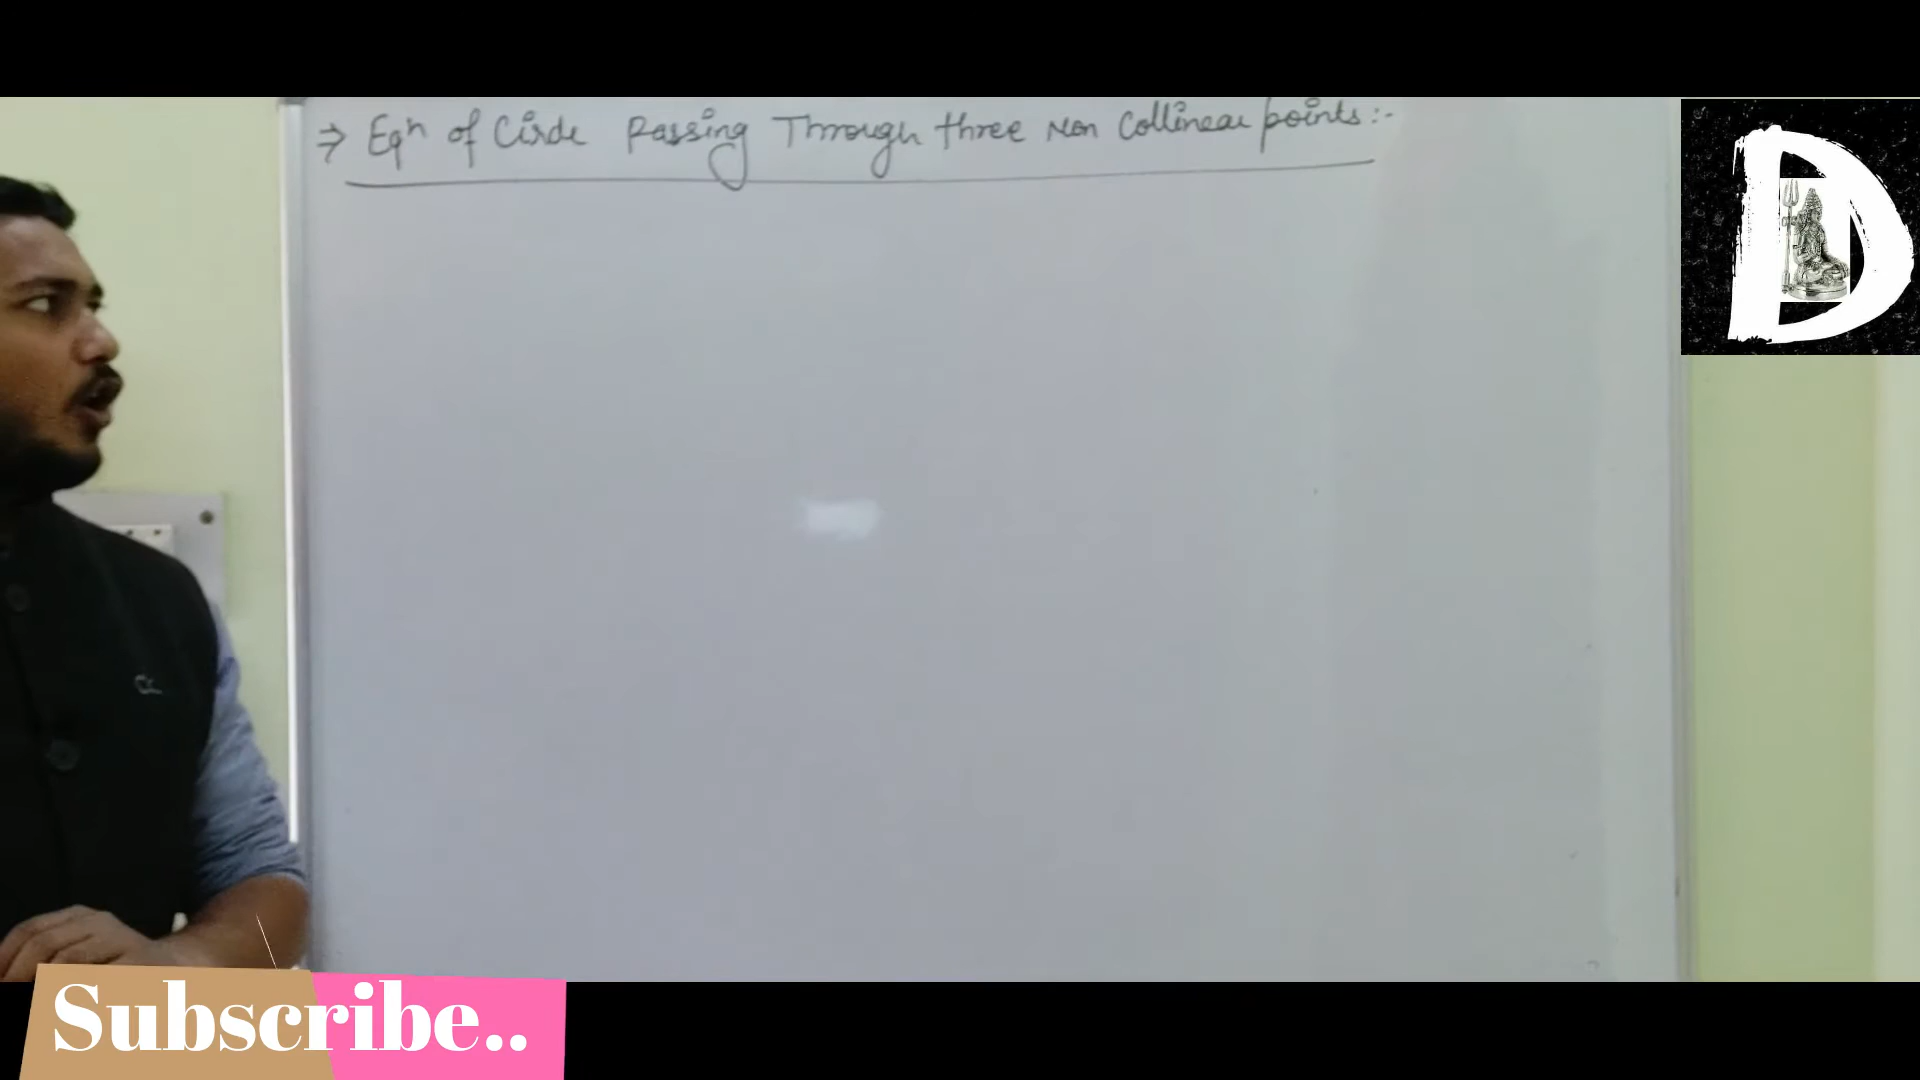 ⇒ Eqⁿ of Circle Passing Through three Non Collinear points:-
D
Subscribe..